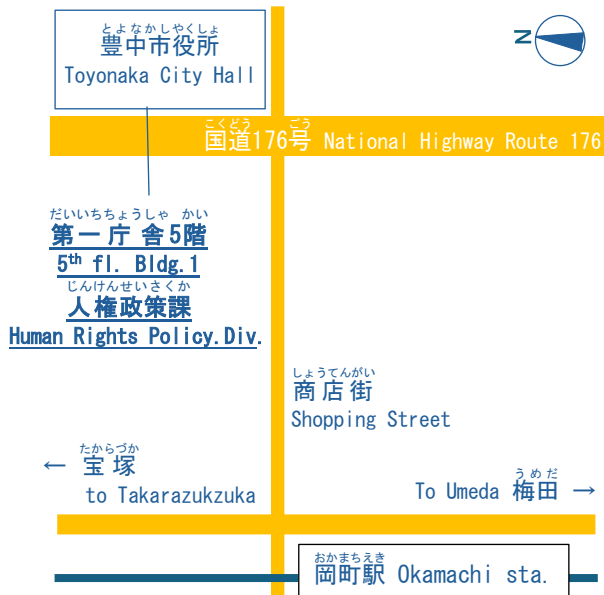 とよなかしやくしょ
豊中市役所
Toyonaka City Hall
N
こくどう ごう
国道176号 National Highway Route 176
だいいちちょうしゃ かい
第一庁舎5階
5th fl. Bldg.1
じんけんせいさくか
人権政策課
Human Rights Policy.Div.
しょうてんがい
商店街
Shopping Street
たからづか
← 宝塚
to Takarazukzuka
うめだ
To Umeda 梅田 →
おかまちえき
岡町駅 Okamachi sta.